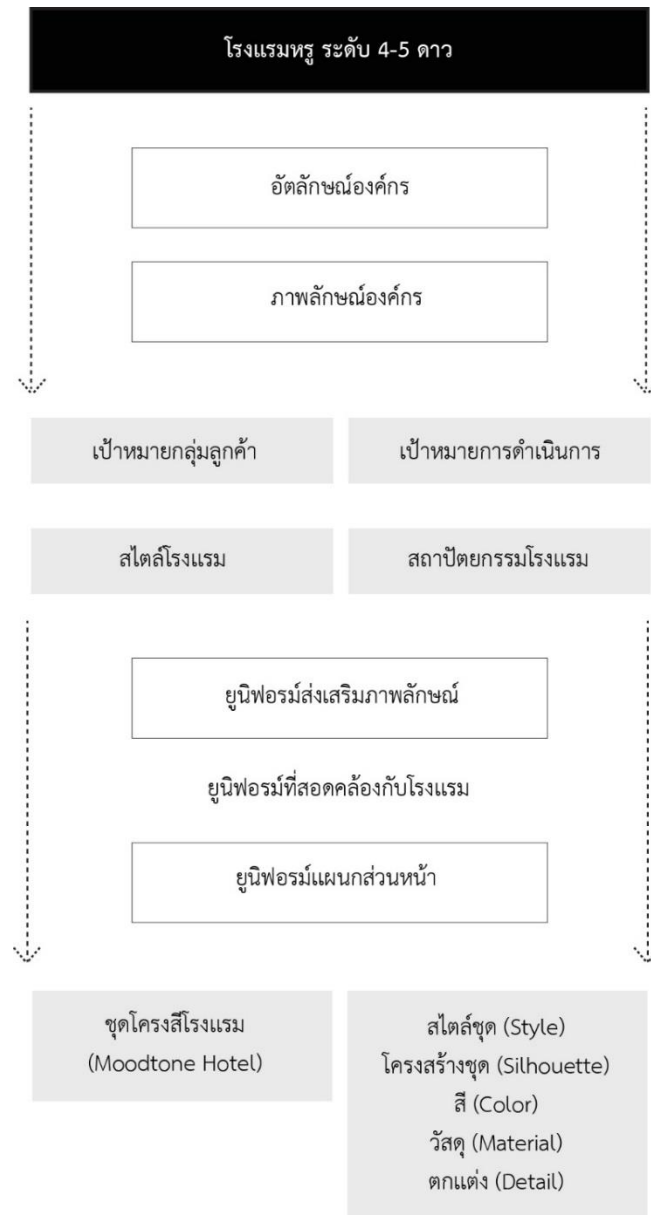 โรงแรมหรู ระดับ 4-5 ดาว
อัตลักษณ์องค์กร
ภาพลักษณ์องค์กร
เป้าหมายกลุ่มลูกค้า
เป้าหมายการดำเนินการ
สไตล์โรงแรม
สถาปัตยกรรมโรงแรม
ยูนิฟอร์มส่งเสริมภาพลักษณ์
ยูนิฟอร์มที่สอดคล้องกับโรงแรม
ยูนิฟอร์มแผนกส่วนหน้า
ชุดโครงสีโรงแรม
(Moodtone Hotel)
สไตล์ชุด (Style)
โครงสร้างชุด (Silhouette)
สี (Color)
วัสดุ (Material)
ตกแต่ง (Detail)